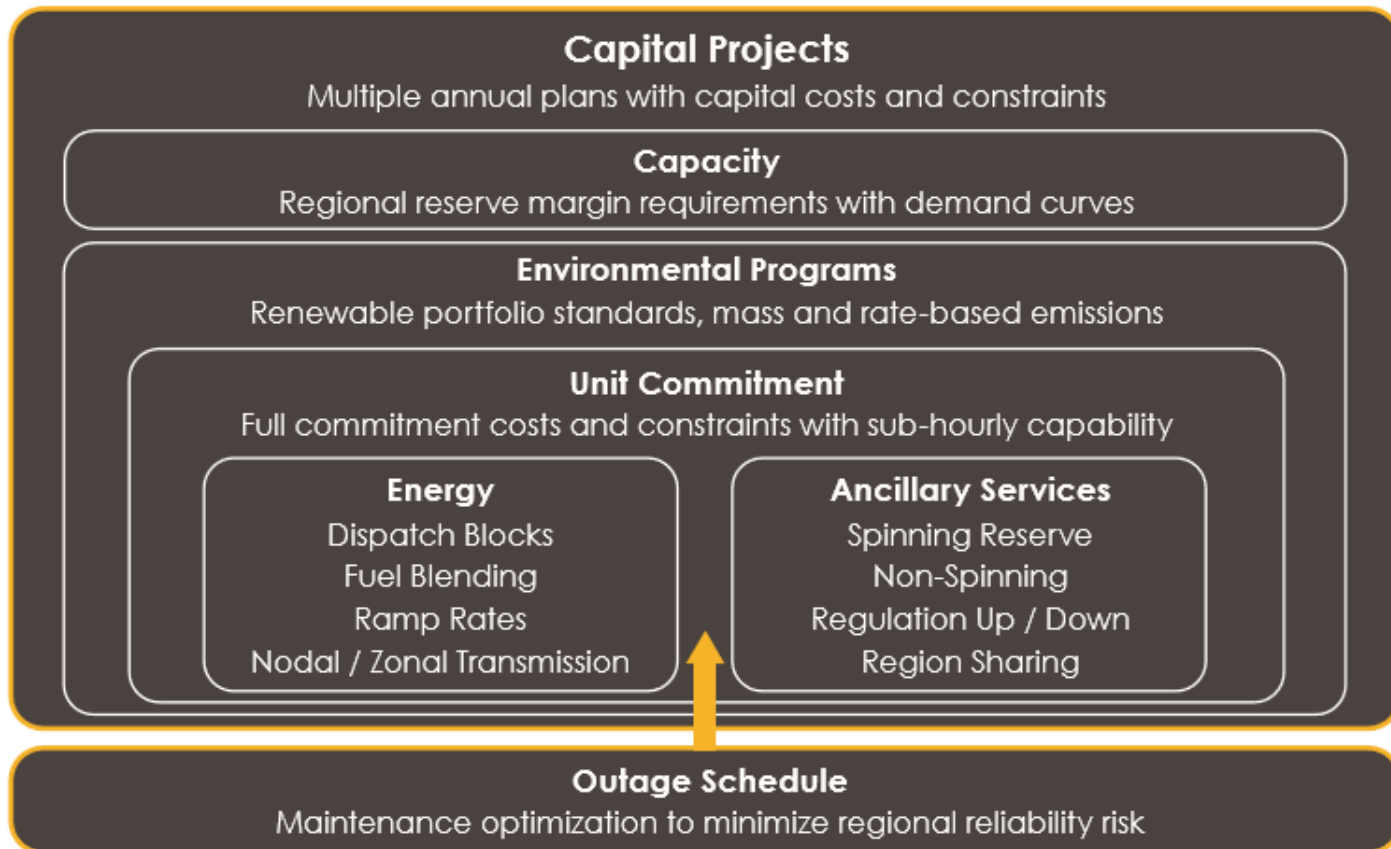 Capital Projects
Multiple annual plans with capital costs and constraints
Capacity
Regional reserve margin requirements with demand curves
Environmental Programs
Renewable portfolio standards, mass and rate-based emissions
Unit Commitment
Full commitment costs and constraints with sub-hourly capability
Energy
Dispatch Blocks
Fuel Blending
Ramp Rates
Nodal / Zonal Transmission
Ancillary Services
Spinning Reserve
Non-Spinning
Regulation Up / Down
Region Sharing
Outage Schedule
Maintenance optimization to minimize regional reliability risk